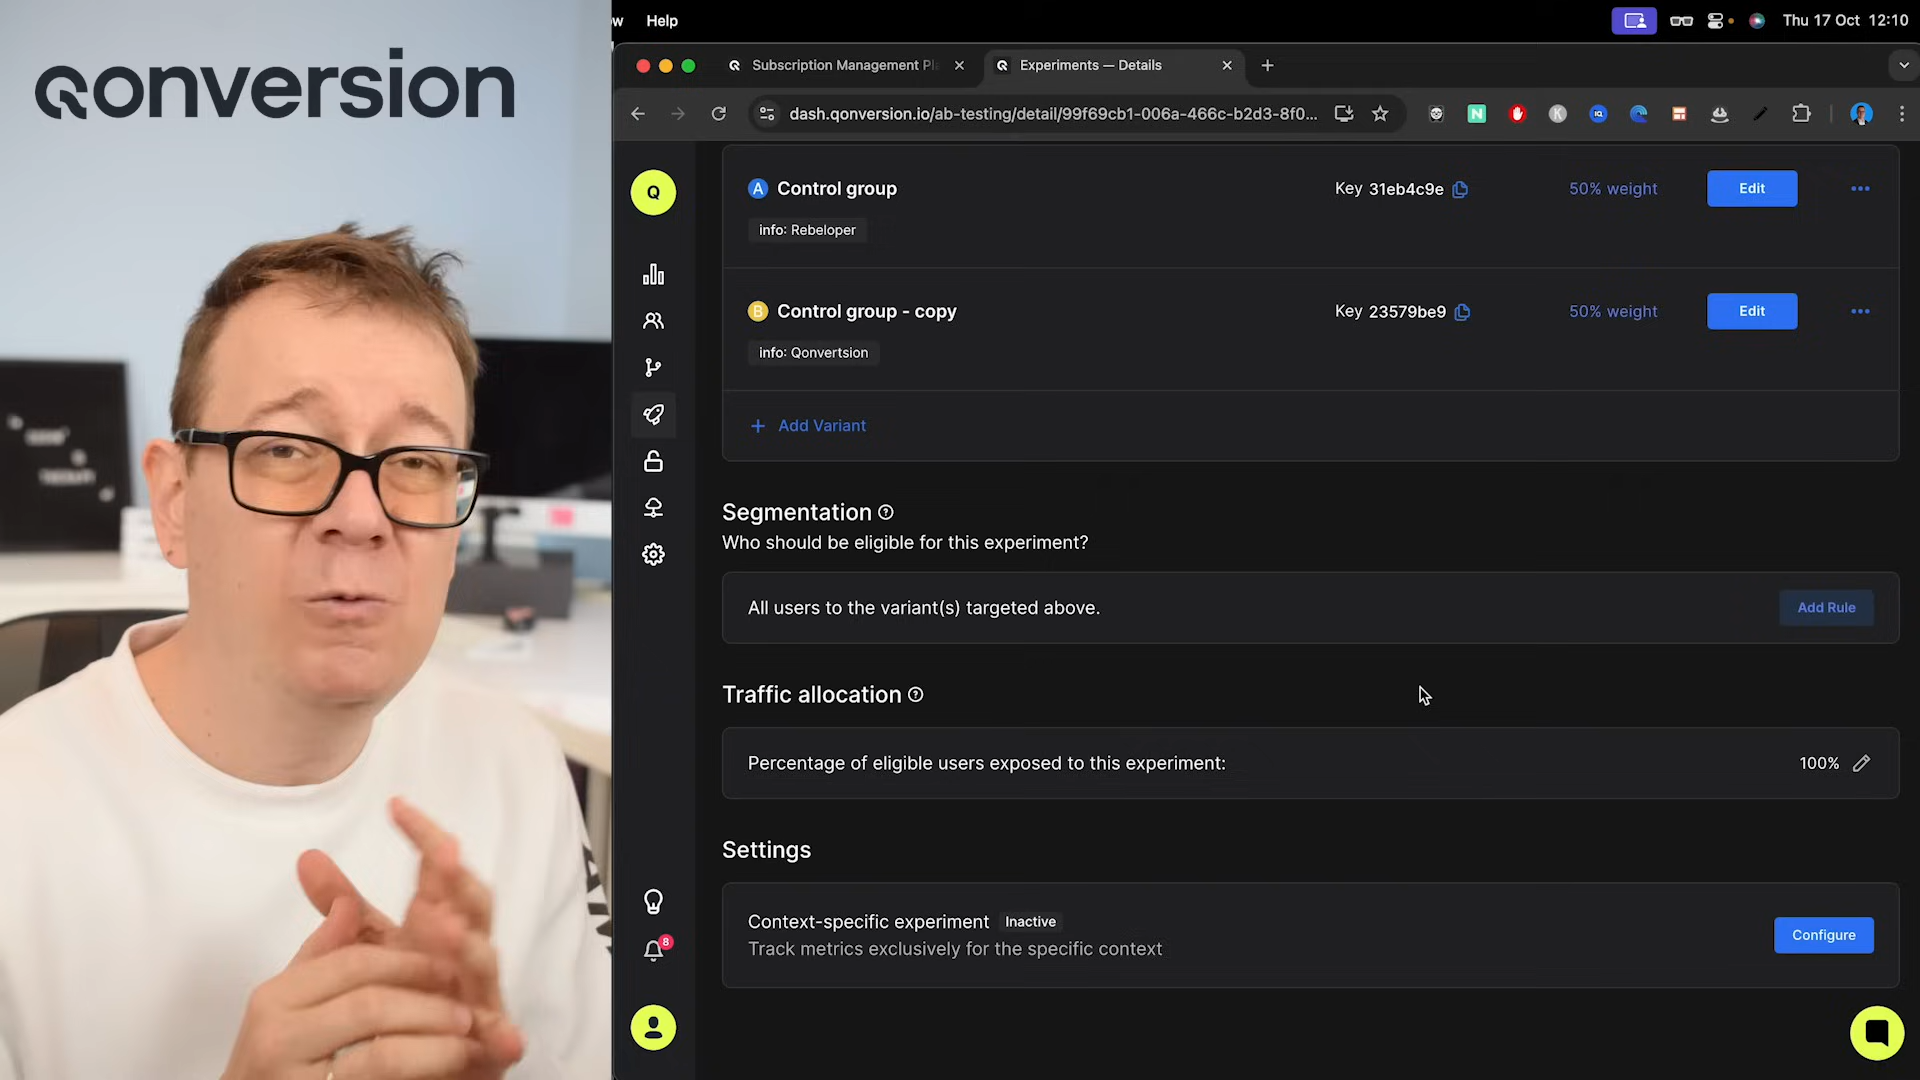 Qonversion
Help
Thu 17 Oct 12:10
Subscription Management Pl
Experiments — Details
dash.qonversion.io/ab-testing/detail/99f69cb1-006a-466c-b2d3-8f0...
Q
A Control group
Key 31eb4c9e
50% weight
Edit
info: Rebeloper
B Control group - copy
Key 23579be9
50% weight
Edit
info: Qonvertsion
+ Add Variant
Segmentation
Who should be eligible for this experiment?
All users to the variant(s) targeted above.
Add Rule
Traffic allocation
Percentage of eligible users exposed to this experiment:
100%
Settings
Context-specific experiment Inactive
Track metrics exclusively for the specific context
Configure
8